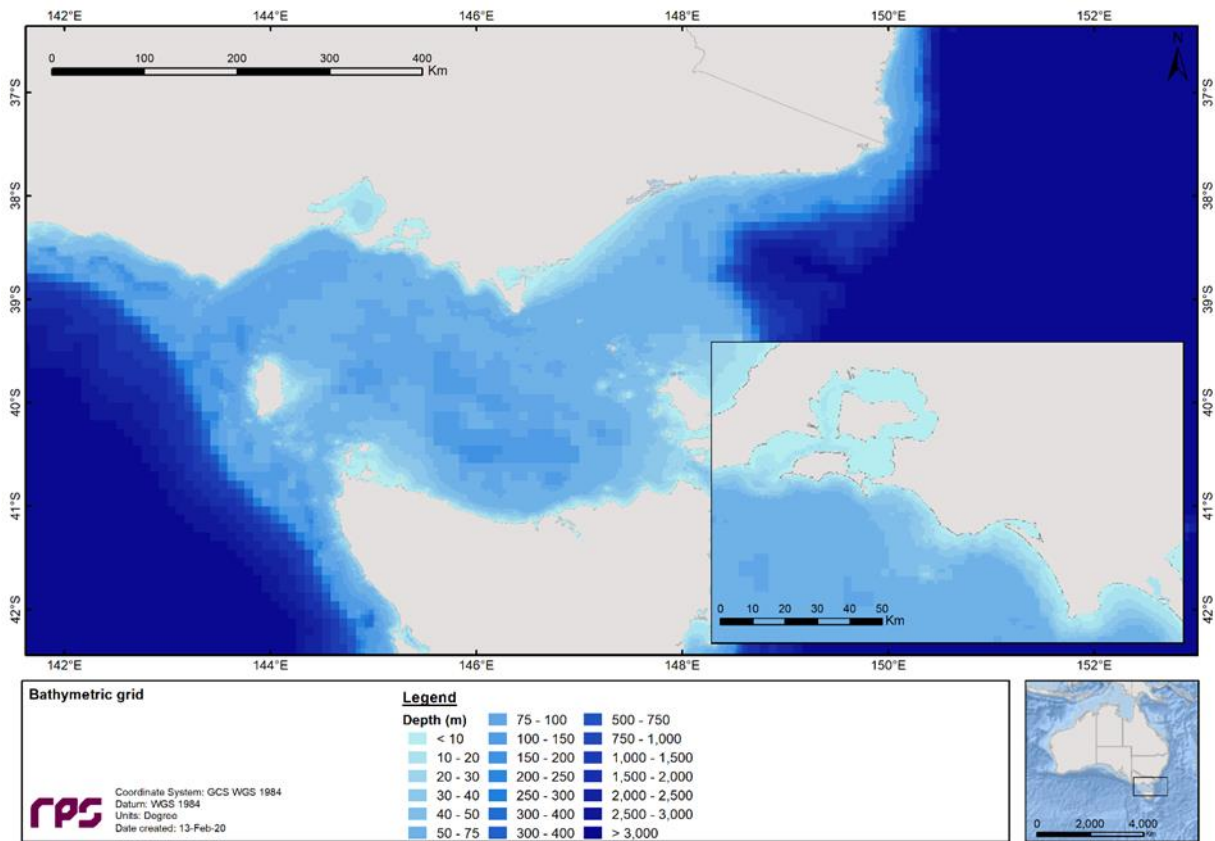 142°E 144°E 146°E 148°E 150°E 152°E
0 100 200 300 400
Km
N
37°S 37°S
38°S 38°S
39°S 39°S
40°S 40°S
41°S 41°S
42°S 42°S
0 10 20 30 40 50
Km
142°E 144°E 146°E 148°E 150°E 152°E
Bathymetric grid
Legend
Depth (m)
< 10
10 - 20
20 - 30
30 - 40
40 - 50
50 - 75
75 - 100
100 - 150
150 - 200
200 - 250
250 - 300
300 - 400
300 - 400
500 - 750
750 - 1,000
1,000 - 1,500
1,500 - 2,000
2,000 - 2,500
2,500 - 3,000
> 3,000
rps
Coordinate System: GCS WGS 1984
Datum: WGS 1984
Units: Degree
Date created: 13-Feb-20
0 2,000 4,000
Km